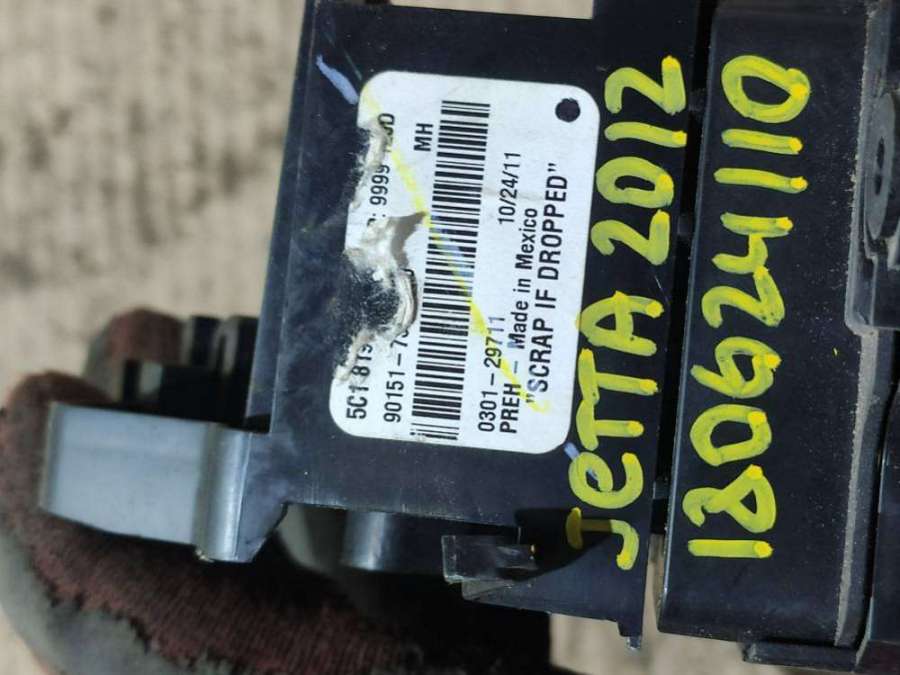 5C1 819
9999
90151-7
MH
0301-29711 10/24/11
PREH Made in Mexico
"SCRAP IF DROPPED"
JETTA 2012
180624110